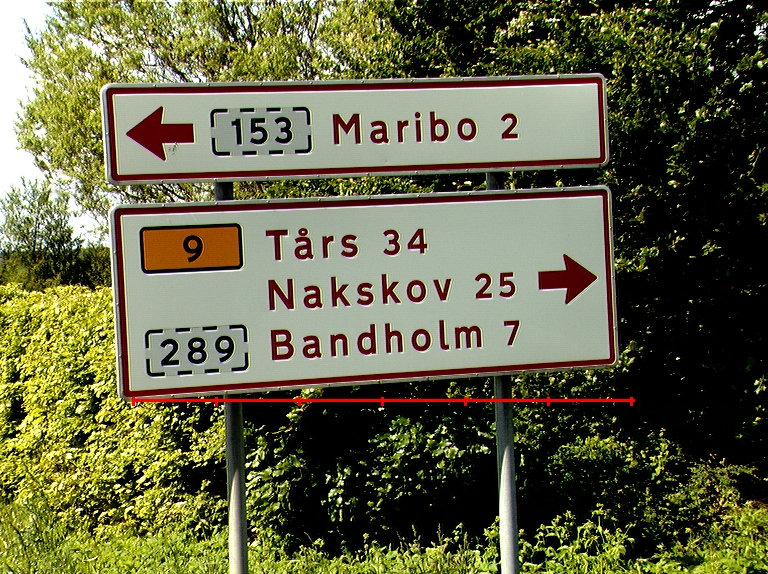 153 Maribo 2
9 Tårs 34
Nakskov 25
289 Bandholm 7